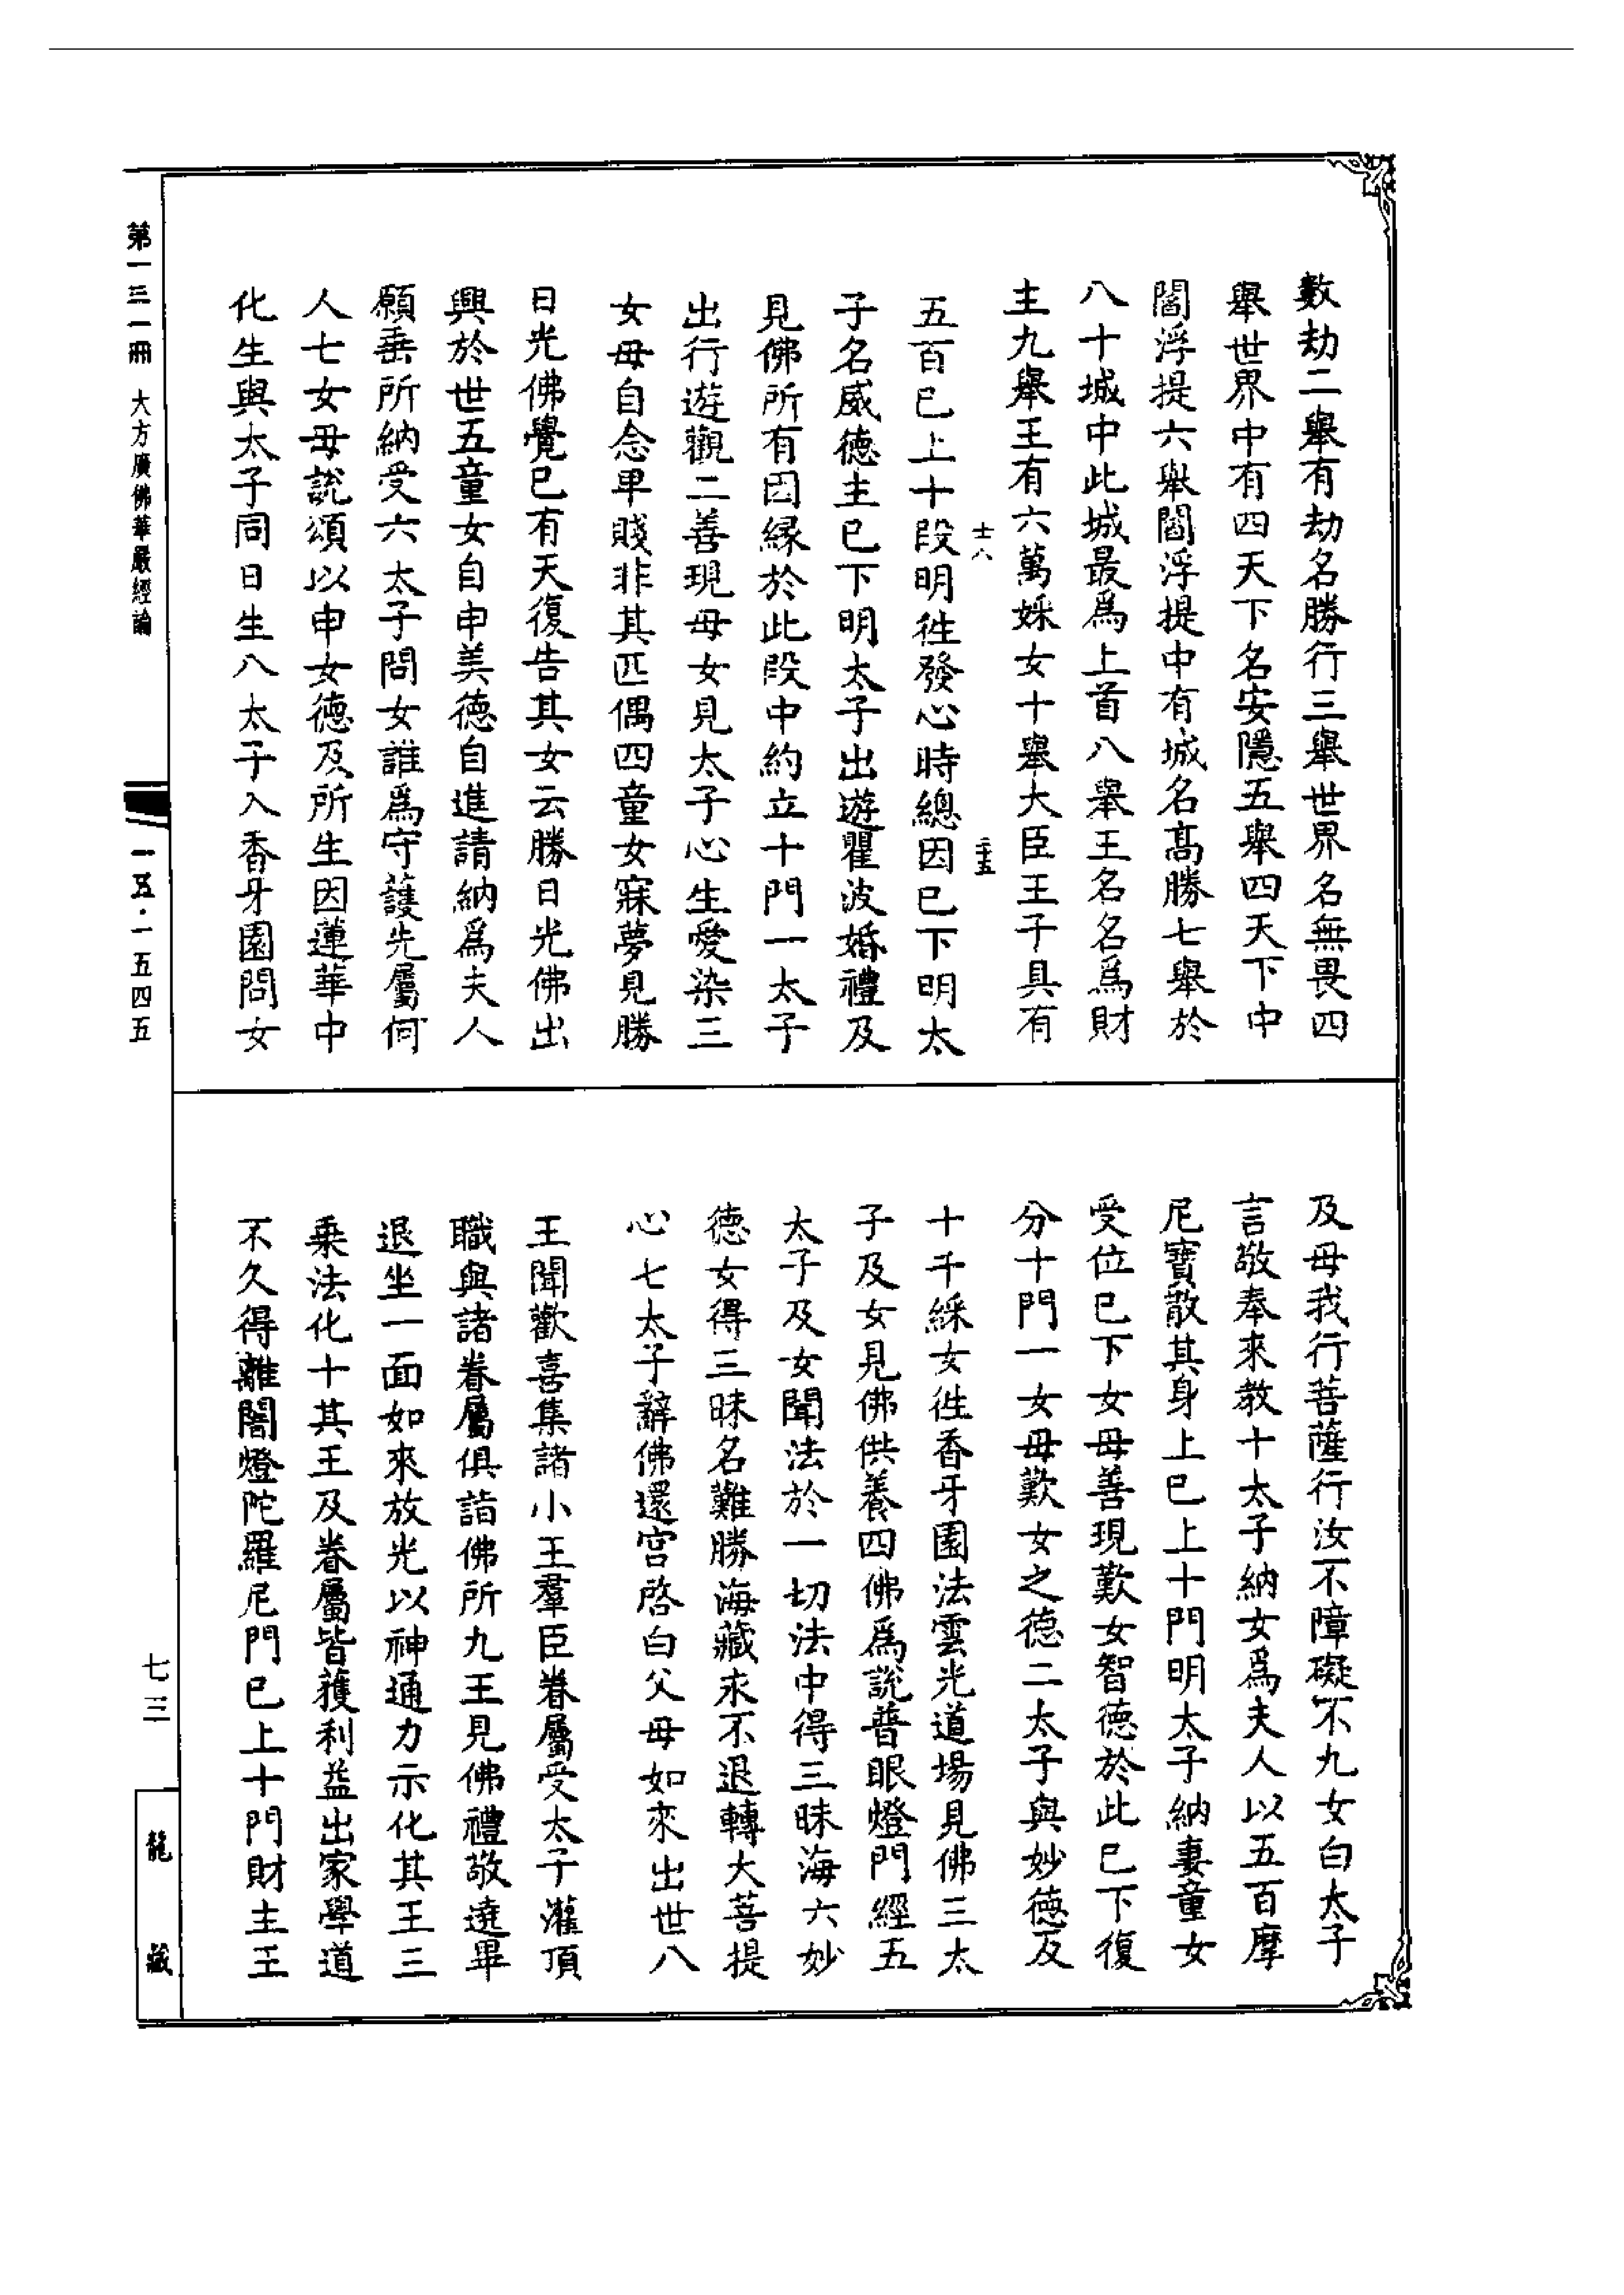 數劫二舉有劫名勝行三舉世界名無畏四
舉世界中有四天下名安隱五舉四天下中
閻浮提六舉閻浮提中有城名高勝七舉於
八十城中此城最為上首八舉王名名為財
主九舉王有六萬婇女十舉大臣王子具有
士六
二十五
五百已上十段明徃發心時總因已下明太
子名威德主已下明太子出遊瞿波婚禮及
見佛所有因緣於此段中約立十門一太子
出行遊觀二善現母女見太子心生愛染三
女母自念卑賤非其匹偶四童女寐夢見勝
日光佛覺已有天復告其女云勝日光佛出
興於世五童女自申美德自進請納為夫人
願垂所納受六太子問女誰為守護先屬何
人七女母說頌以申女德及所生因蓮華中
化生與太子同日生八太子入香牙園問女
及母我行菩薩行汝不障礙不九女白太子
言敬奉來教十太子納女為夫人以五百摩
尼寶散其身上已上十門明太子納妻童女
受位已下女母善現歎女智德於此已下復
分十門一女母歎女之德二太子與妙德及
十千綵女徃香牙園法雲光道場見佛三太
子及女見佛供養四佛為說普眼燈門經五
太子及女聞法於一切法中得三昧海六妙
德女得三昧名難勝海藏永不退轉大菩提
心七太子辭佛還宮啓白父母如來出世八
王聞歡喜集諸小王羣臣眷屬受太子灌頂
職與諸眷屬俱詣佛所九王見佛禮敬遶畢
退坐一面如來放光以神通力示化其王三
乘法化十其王及眷屬皆獲利益出家學道
不久得離闇燈陀羅尼門已上十門財主王
第一三一冊 大方廣佛華嚴經論
一五·一五四五
七三
龍藏